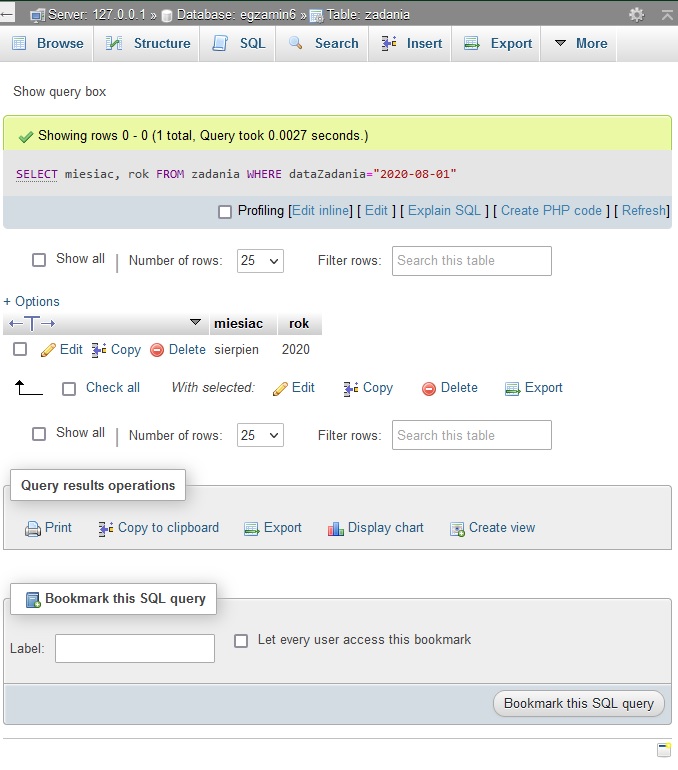 Server: 127.0.0.1 » Database: egzamin6 » Table: zadania
Browse Structure SQL Search Insert Export More
Show query box
Showing rows 0 - 0 (1 total, Query took 0.0027 seconds.)
SELECT miesiac, rok FROM zadania WHERE dataZadania="2020-08-01"
Profiling [Edit inline] [ Edit ] [ Explain SQL ] [ Create PHP code ] [ Refresh]
Show all | Number of rows: 25 Filter rows: Search this table
+ Options
←T→ miesiac rok
Edit Copy Delete sierpien 2020
Check all With selected: Edit Copy Delete Export
Show all | Number of rows: 25 Filter rows: Search this table
Query results operations
Print Copy to clipboard Export Display chart Create view
Bookmark this SQL query
Label: Let every user access this bookmark
Bookmark this SQL query